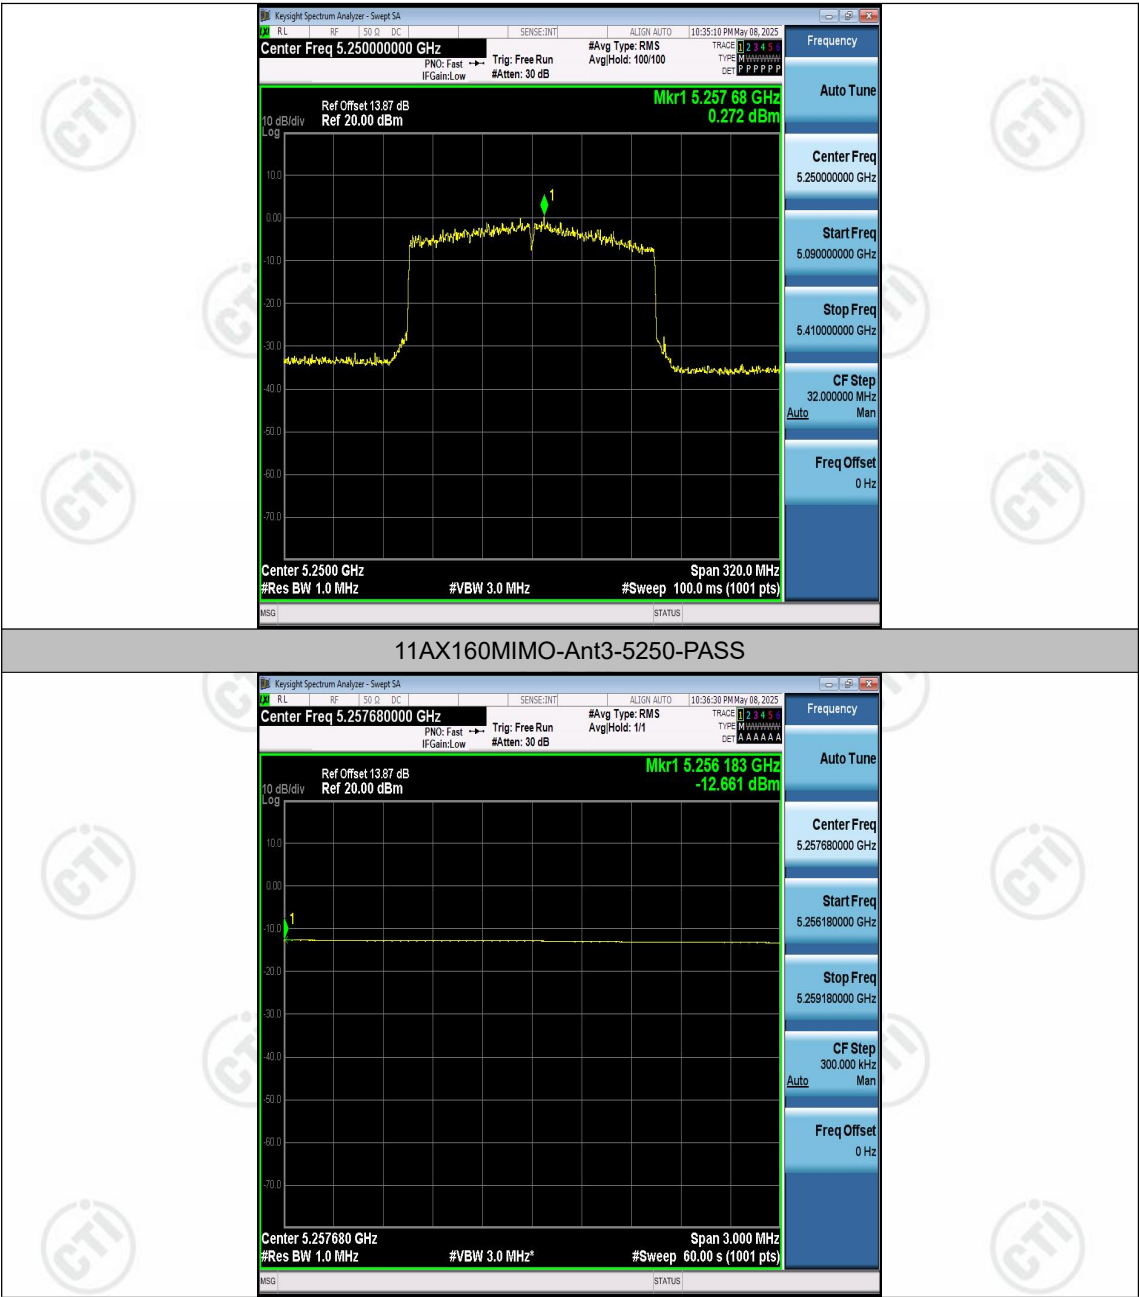 Keysight Spectrum Analyzer - Swept SA
RL RF 50 Ω DC SENSE:INT ALIGN AUTO 10:35:10 PM May 08, 2025
Center Freq 5.250000000 GHz
PNO: Fast
IFGain:Low
Trig: Free Run
#Atten: 30 dB
#Avg Type: RMS
Avg|Hold: 100/100
TRACE 1 2 3 4 5 6
TYPE M WWWWW
DET P P P P P P
Mkr1 5.257 68 GHz
0.272 dBm
Ref Offset 13.87 dB
Ref 20.00 dBm
10 dB/div
Log
10.0
0.00
-10.0
-20.0
-30.0
-40.0
-50.0
-60.0
-70.0
1
Center 5.2500 GHz
Span 320.0 MHz
#Res BW 1.0 MHz
#VBW 3.0 MHz
#Sweep 100.0 ms (1001 pts)
MSG
STATUS
Frequency
Auto Tune
Center Freq
5.250000000 GHz
Start Freq
5.090000000 GHz
Stop Freq
5.410000000 GHz
CF Step
32.000000 MHz
Auto Man
Freq Offset
0 Hz
CTI
CTI
CTI
CTI
CTI
CTI
11AX160MIMO-Ant3-5250-PASS
Keysight Spectrum Analyzer - Swept SA
RL RF 50 Ω DC SENSE:INT ALIGN AUTO 10:36:30 PM May 08, 2025
Center Freq 5.257680000 GHz
PNO: Fast
IFGain:Low
Trig: Free Run
#Atten: 30 dB
#Avg Type: RMS
Avg|Hold: 1/1
TRACE 1 2 3 4 5 6
TYPE M WWWWW
DET A A A A A A
Mkr1 5.256 183 GHz
-12.661 dBm
Ref Offset 13.87 dB
Ref 20.00 dBm
10 dB/div
Log
10.0
0.00
-10.0
-20.0
-30.0
-40.0
-50.0
-60.0
-70.0
1
Center 5.257680 GHz
Span 3.000 MHz
#Res BW 1.0 MHz
#VBW 3.0 MHz*
#Sweep 60.00 s (1001 pts)
MSG
STATUS
Frequency
Auto Tune
Center Freq
5.257680000 GHz
Start Freq
5.256180000 GHz
Stop Freq
5.259180000 GHz
CF Step
300.000 kHz
Auto Man
Freq Offset
0 Hz
CTI
CTI
CTI
CTI
CTI
CTI